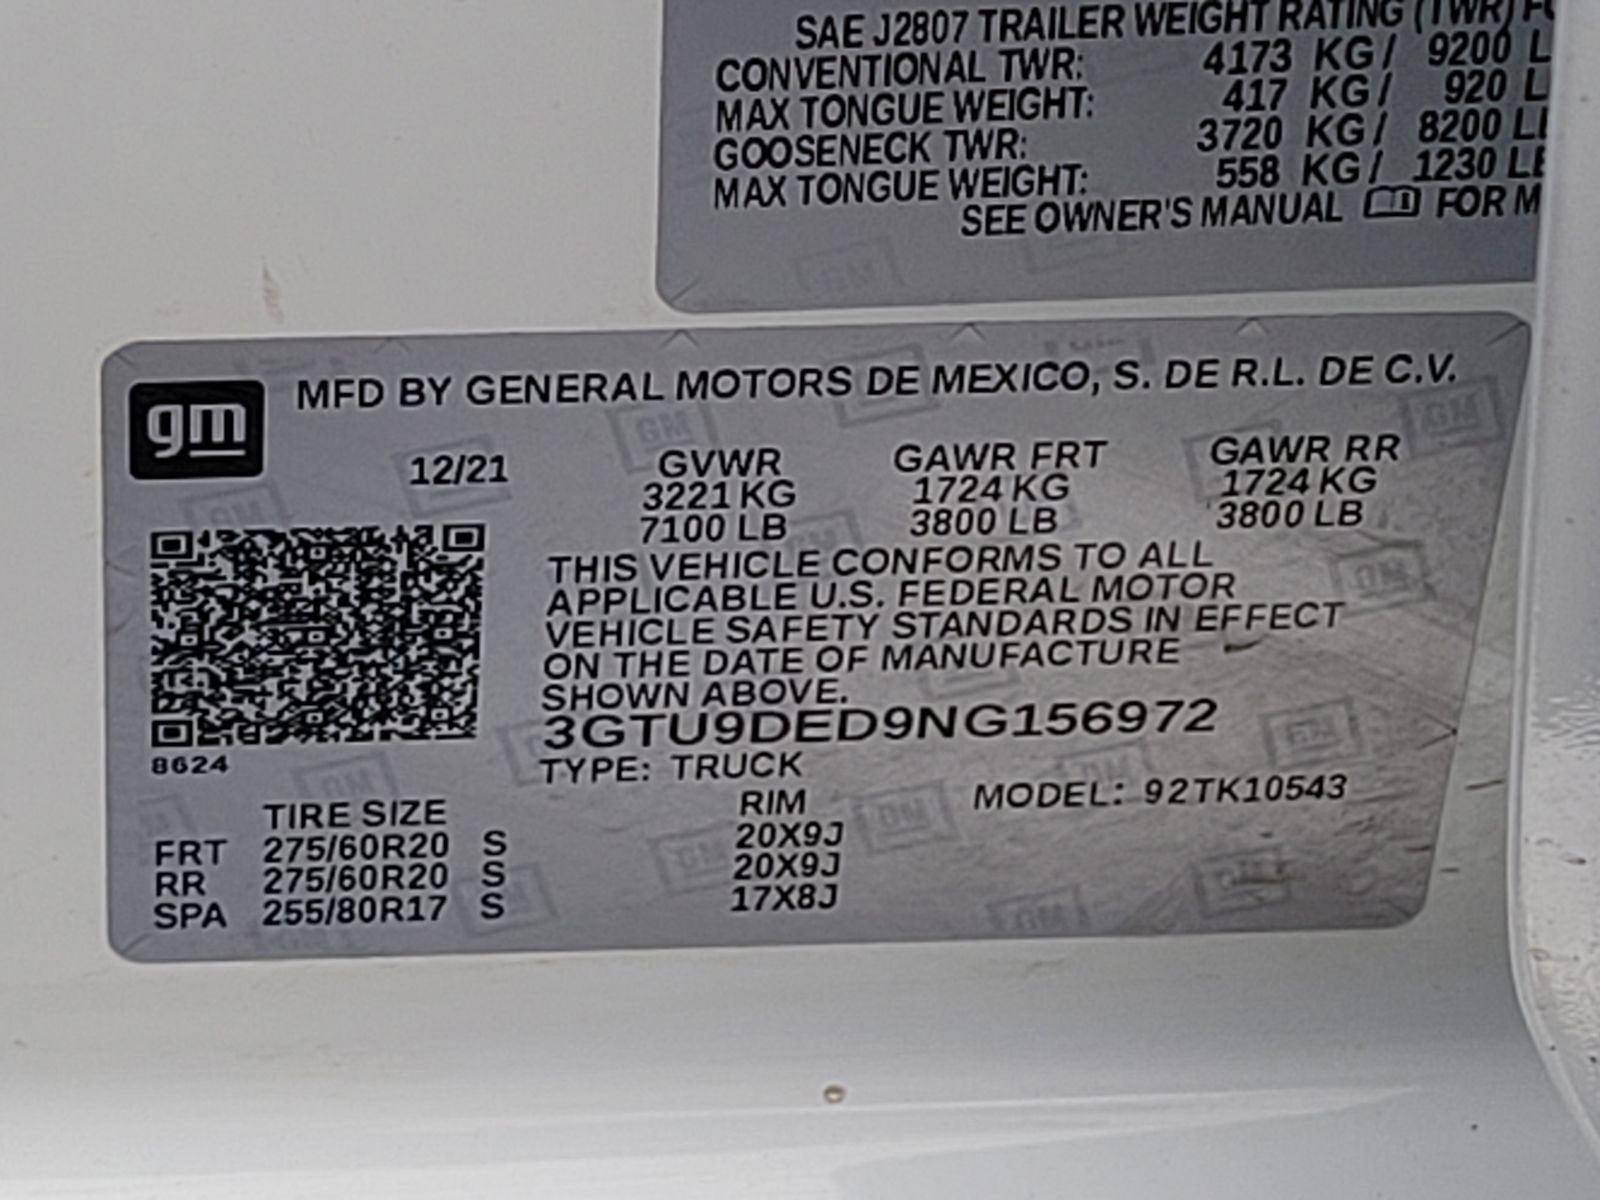 SAE J2807 TRAILER WEIGHT RATING (TWR)
CONVENTIONAL TWR: 4173 KG / 9200 L
MAX TONGUE WEIGHT: 417 KG / 920 L
GOOSENECK TWR: 3720 KG / 8200 LB
MAX TONGUE WEIGHT: 558 KG / 1230 LB
SEE OWNER'S MANUAL FOR M
gm
MFD BY GENERAL MOTORS DE MEXICO, S. DE R.L. DE C.V.
12/21 GVWR GAWR FRT GAWR RR
3221 KG 1724 KG 1724 KG
7100 LB 3800 LB 3800 LB
THIS VEHICLE CONFORMS TO ALL
APPLICABLE U.S. FEDERAL MOTOR
VEHICLE SAFETY STANDARDS IN EFFECT
ON THE DATE OF MANUFACTURE
SHOWN ABOVE.
3GTU9DED9NG156972
8624
TYPE: TRUCK MODEL: 92TK10543
TIRE SIZE RIM
FRT 275/60R20 S 20X9J
RR 275/60R20 S 20X9J
SPA 255/80R17 S 17X8J